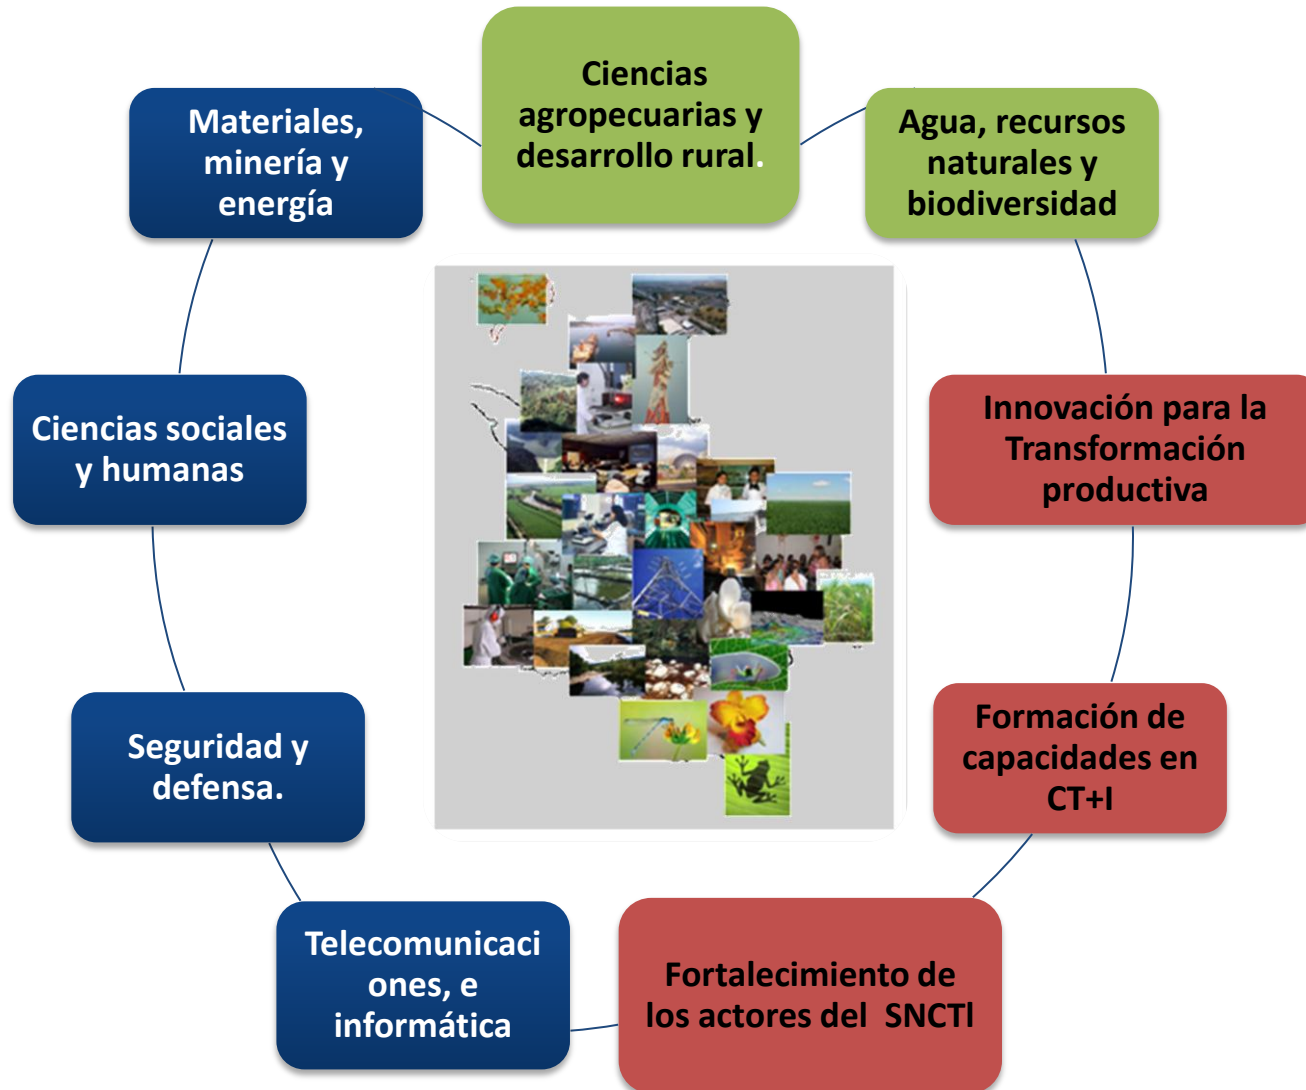 Ciencias
agropecuarias y
desarrollo rural.
Agua, recursos
naturales y
biodiversidad
Innovación para la
Transformación
productiva
Formación de
capacidades en
CT+I
Fortalecimiento de
los actores del  SNCTI
Telecomunicaci
ones, e
informática
Seguridad y
defensa.
Ciencias sociales
y humanas
Materiales,
minería y
energía